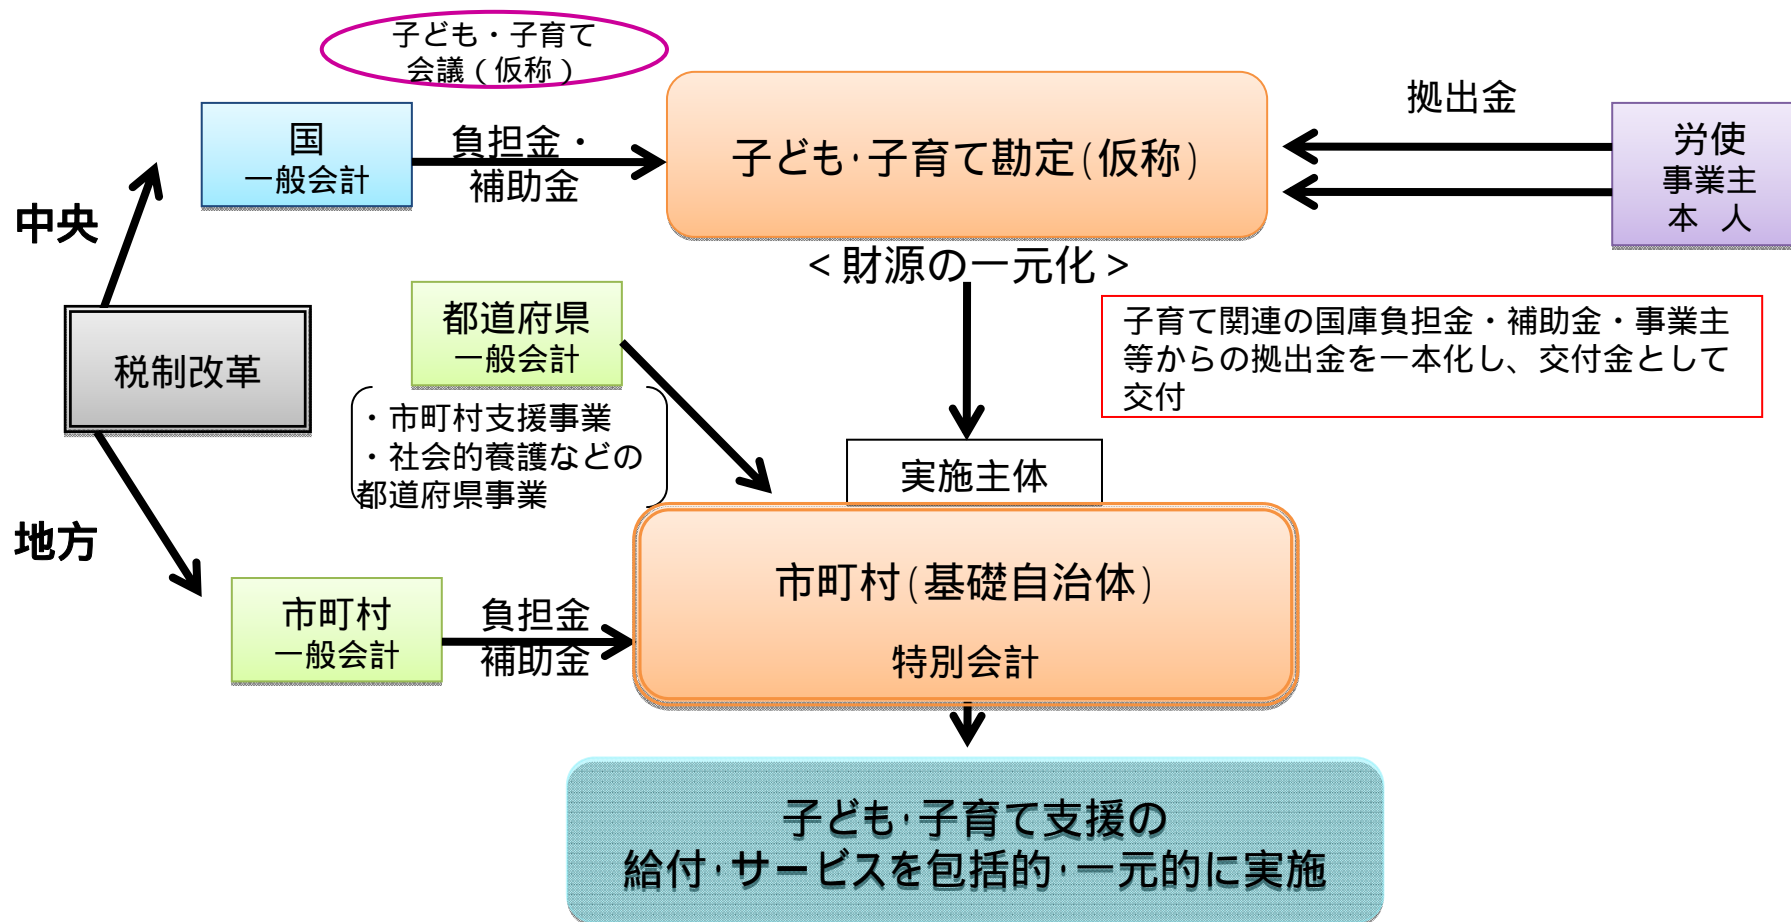 子ども・子育て
会議（仮称）
国
一般会計
負担金・
補助金
子ども・子育て勘定(仮称)
拠出金
労使
事業主
本 人
中央
＜財源の一元化＞
税制改革
都道府県
一般会計
・市町村支援事業
・社会的養護などの
都道府県事業
子育て関連の国庫負担金・補助金・事業主
等からの拠出金を一本化し、交付金として
交付
実施主体
地方
市町村
一般会計
負担金
補助金
市町村(基礎自治体)
特別会計
子ども・子育て支援の
給付・サービスを包括的・一元的に実施